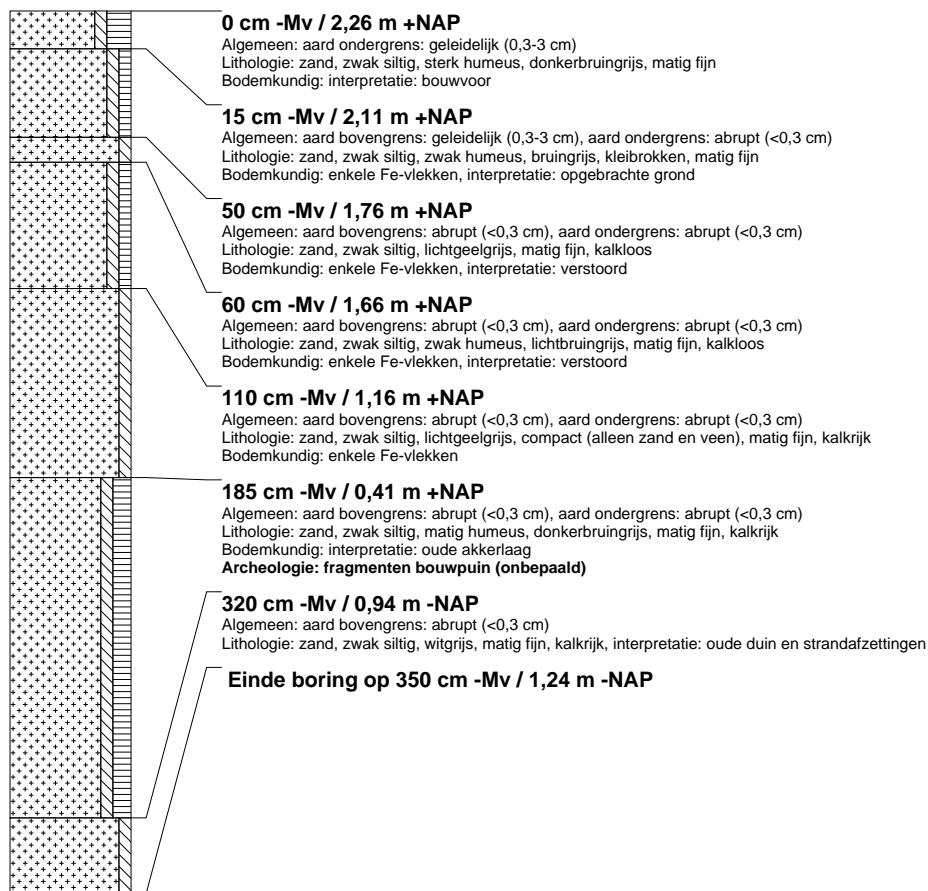 0 cm -Mv / 2,26 m +NAP
Algemeen: aard ondergrens: geleidelijk (0,3-3 cm)
Lithologie: zand, zwak siltig, sterk humeus, donkerbruingrijs, matig fijn
Bodemkundig: interpretatie: bouwvoor
15 cm -Mv / 2,11 m +NAP
Algemeen: aard bovengrens: geleidelijk (0,3-3 cm), aard ondergrens: abrupt (<0,3 cm)
Lithologie: zand, zwak siltig, zwak humeus, bruingrijs, kleibrokken, matig fijn
Bodemkundig: enkele Fe-vlekken, interpretatie: opgebrachte grond
50 cm -Mv / 1,76 m +NAP
Algemeen: aard bovengrens: abrupt (<0,3 cm), aard ondergrens: abrupt (<0,3 cm)
Lithologie: zand, zwak siltig, lichtgeelgrijs, matig fijn, kalkloos
Bodemkundig: enkele Fe-vlekken, interpretatie: verstoord
60 cm -Mv / 1,66 m +NAP
Algemeen: aard bovengrens: abrupt (<0,3 cm), aard ondergrens: abrupt (<0,3 cm)
Lithologie: zand, zwak siltig, zwak humeus, lichtbruingrijs, matig fijn, kalkloos
Bodemkundig: enkele Fe-vlekken, interpretatie: verstoord
110 cm -Mv / 1,16 m +NAP
Algemeen: aard bovengrens: abrupt (<0,3 cm), aard ondergrens: abrupt (<0,3 cm)
Lithologie: zand, zwak siltig, lichtgeelgrijs, compact (alleen zand en veen), matig fijn, kalkrijk
Bodemkundig: enkele Fe-vlekken
185 cm -Mv / 0,41 m +NAP
Algemeen: aard bovengrens: abrupt (<0,3 cm), aard ondergrens: abrupt (<0,3 cm)
Lithologie: zand, zwak siltig, matig humeus, donkerbruingrijs, matig fijn, kalkrijk
Bodemkundig: interpretatie: oude akkerlaag
Archeologie: fragmenten bouwpuin (onbepaald)
320 cm -Mv / 0,94 m -NAP
Algemeen: aard bovengrens: abrupt (<0,3 cm)
Lithologie: zand, zwak siltig, witgrijs, matig fijn, kalkrijk, interpretatie: oude duin en strandafzettingen
Einde boring op 350 cm -Mv / 1,24 m -NAP